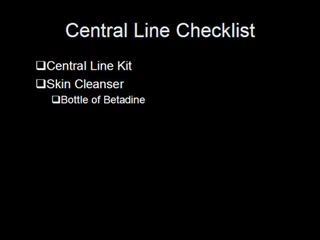 Central Line Checklist
❑Central Line Kit
❑Skin Cleanser
❑Bottle of Betadine